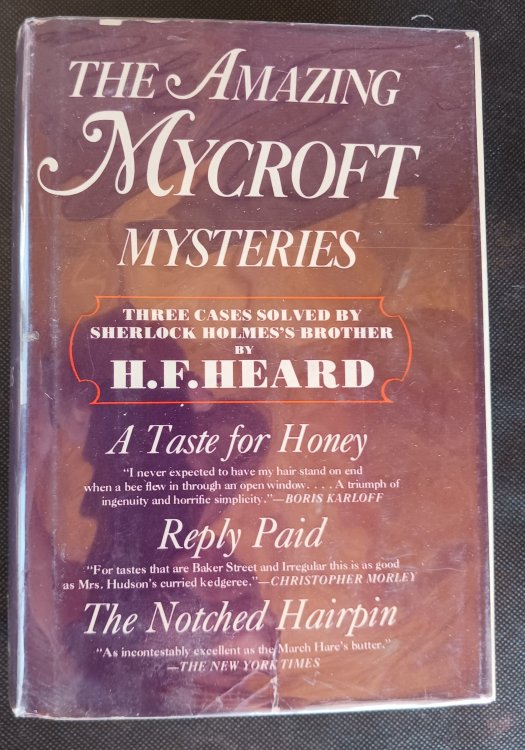 THE AMAZING
MYCROFT
MYSTERIES
THREE CASES SOLVED BY
SHERLOCK HOLMES'S BROTHER
BY
H.F.HEARD
A Taste for Honey
"I never expected to have my hair stand on end
when a bee flew in through an open window. . . . A triumph of
ingenuity and horrific simplicity."—BORIS KARLOFF
Reply Paid
"For tastes that are Baker Street and Irregular this is as good
as Mrs. Hudson's curried kedgeree."—CHRISTOPHER MORLEY
The Notched Hairpin
"As incontestably excellent as the March Hare's butter."
—THE NEW YORK TIMES